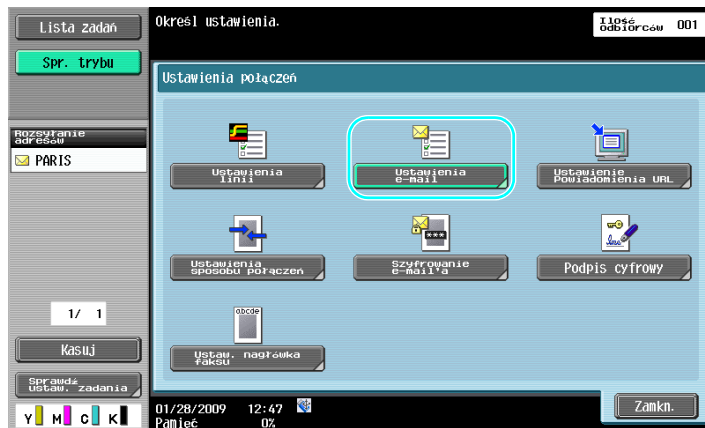 Lista zadań
Określ ustawienia.
Ilość
odbiorców 001
Spr. trybu
Ustawienia połączeń
Rozsyłanie
adresów
PARIS
Ustawienia
linii
Ustawienia
e-mail
Ustawienie
Powiadomienia URL
Ustawienia
sposobu połączeń
Szyfrowanie
e-mail'a
Podpis cyfrowy
abcde
Ustaw. nagłówka
faksu
1/ 1
Kasuj
Sprawdź
ustaw. zadania
Y M C K
01/28/2009 12:47
Pamięć 0%
Zamkn.